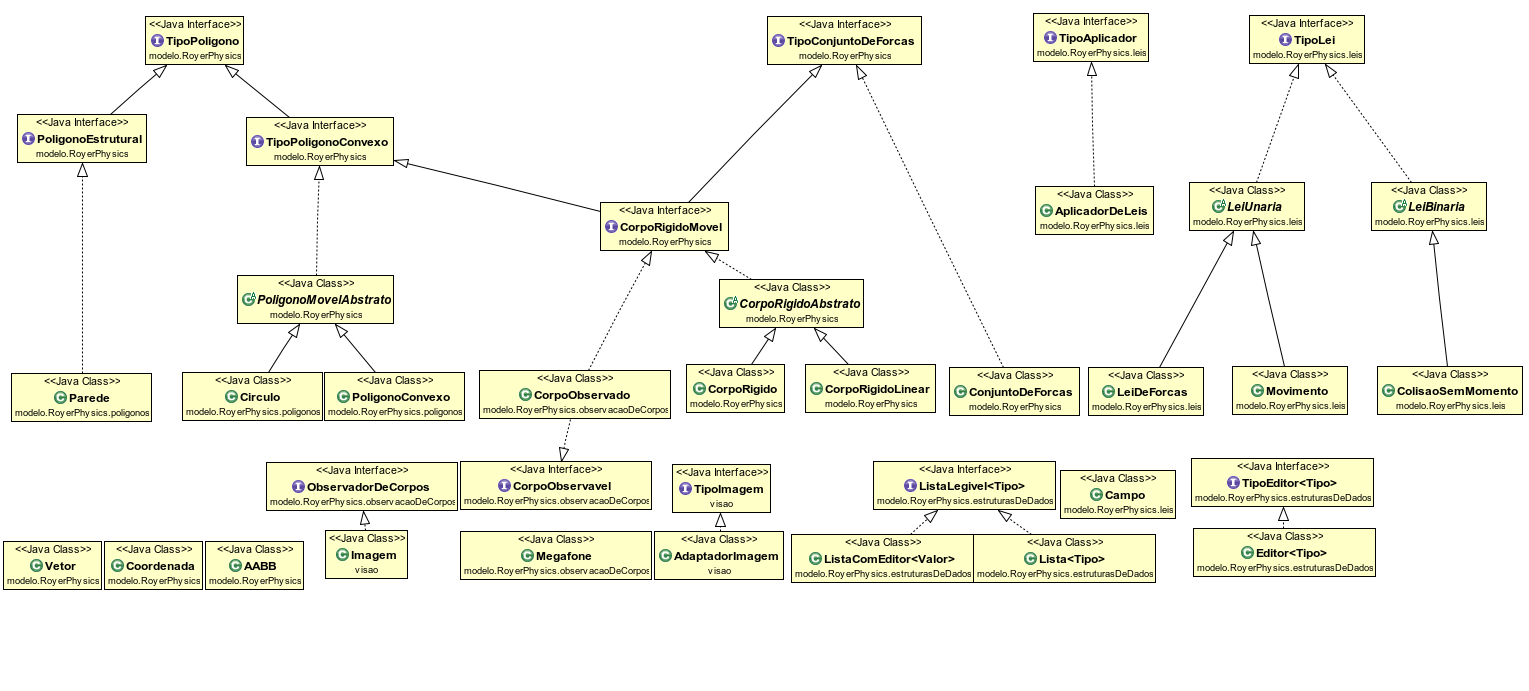 <<Java Interface>>
TipoPoligono
modelo.RoyerPhysics
<<Java Interface>>
TipoConjuntoDeForcas
modelo.RoyerPhysics
<<Java Interface>>
TipoAplicador
modelo.RoyerPhysics.leis
<<Java Interface>>
TipoLei
modelo.RoyerPhysics.leis
<<Java Interface>>
PoligonoEstrutural
modelo.RoyerPhysics
<<Java Interface>>
TipoPoligonoConvexo
modelo.RoyerPhysics
<<Java Interface>>
CorpoRigidoMovel
modelo.RoyerPhysics
<<Java Class>>
AplicadorDeLeis
modelo.RoyerPhysics.leis
<<Java Class>>
LeiUnaria
modelo.RoyerPhysics.leis
<<Java Class>>
LeiBinaria
modelo.RoyerPhysics.leis
<<Java Class>>
PoligonoMovelAbstrato
modelo.RoyerPhysics
<<Java Class>>
CorpoRigidoAbstrato
modelo.RoyerPhysics
<<Java Class>>
Parede
modelo.RoyerPhysics.poligonos
<<Java Class>>
Circulo
modelo.RoyerPhysics.poligonos
<<Java Class>>
PoligonoConvexo
modelo.RoyerPhysics.poligonos
<<Java Class>>
CorpoObservado
modelo.RoyerPhysics.observacaoDeCorpos
<<Java Class>>
CorpoRigido
modelo.RoyerPhysics
<<Java Class>>
CorpoRigidoLinear
modelo.RoyerPhysics
<<Java Class>>
ConjuntoDeForcas
modelo.RoyerPhysics
<<Java Class>>
LeiDeForcas
modelo.RoyerPhysics.leis
<<Java Class>>
Movimento
modelo.RoyerPhysics.leis
<<Java Class>>
ColisaoSemMomento
modelo.RoyerPhysics.leis
<<Java Interface>>
ObservadorDeCorpos
modelo.RoyerPhysics.observacaoDeCorpos
<<Java Interface>>
CorpoObservavel
modelo.RoyerPhysics.observacaoDeCorpos
<<Java Interface>>
TipoImagem
visao
<<Java Interface>>
ListaLegivel<Tipo>
modelo.RoyerPhysics.estruturasDeDados
<<Java Class>>
Campo
modelo.RoyerPhysics.leis
<<Java Interface>>
TipoEditor<Tipo>
modelo.RoyerPhysics.estruturasDeDados
<<Java Class>>
Vetor
modelo.RoyerPhysics
<<Java Class>>
Coordenada
modelo.RoyerPhysics
<<Java Class>>
AABB
modelo.RoyerPhysics
<<Java Class>>
Imagem
visao
<<Java Class>>
Megafone
modelo.RoyerPhysics.observacaoDeCorpos
<<Java Class>>
AdaptadorImagem
visao
<<Java Class>>
ListaComEditor<Valor>
modelo.RoyerPhysics.estruturasDeDados
<<Java Class>>
Lista<Tipo>
modelo.RoyerPhysics.estruturasDeDados
<<Java Class>>
Editor<Tipo>
modelo.RoyerPhysics.estruturasDeDados